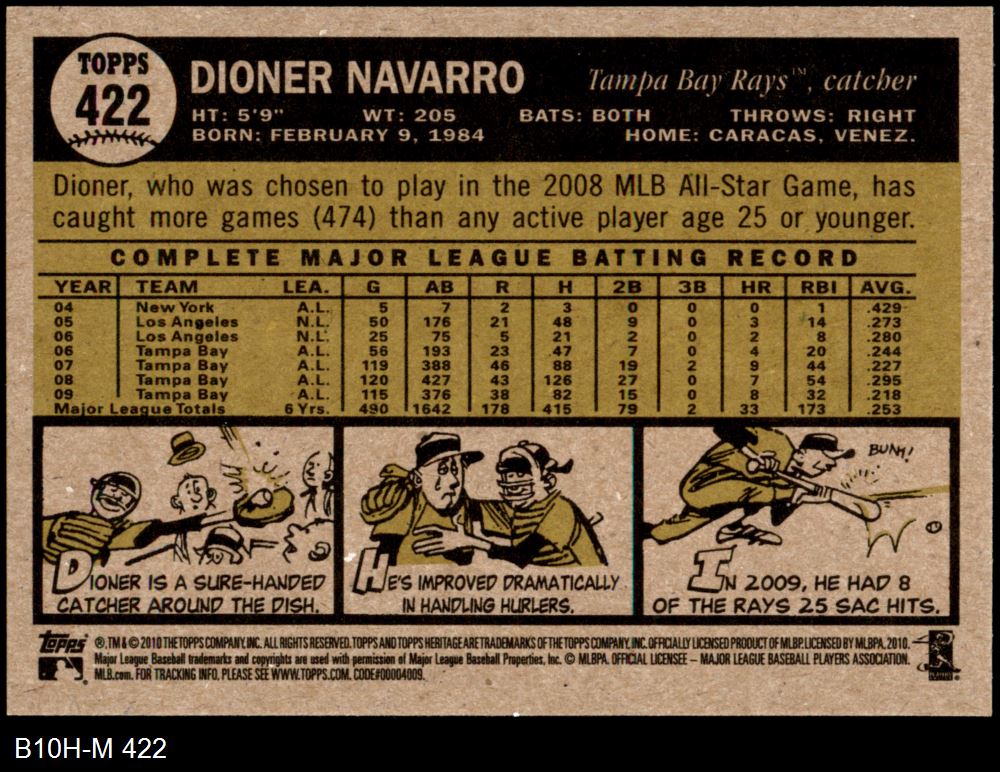 TOPPS
422
DIONER NAVARRO
Tampa Bay Rays™, catcher
HT: 5'9" WT: 205 BATS: BOTH THROWS: RIGHT
BORN: FEBRUARY 9, 1984 HOME: CARACAS, VENEZ.
Dioner, who was chosen to play in the 2008 MLB All-Star Game, has
caught more games (474) than any active player age 25 or younger.
COMPLETE MAJOR LEAGUE BATTING RECORD
YEAR TEAM LEA. G AB R H 2B 3B HR RBI AVG.
04 New York A.L. 5 7 2 3 0 0 0 1 .429
05 Los Angeles N.L. 50 176 21 48 9 0 3 14 .273
06 Los Angeles N.L. 25 75 5 21 2 0 2 8 .280
06 Tampa Bay A.L. 56 193 23 47 7 0 4 20 .244
07 Tampa Bay A.L. 119 388 46 88 19 2 9 44 .227
08 Tampa Bay A.L. 120 427 43 126 27 0 7 54 .295
09 Tampa Bay A.L. 115 376 38 82 15 0 8 32 .218
Major League Totals 6 Yrs. 490 1642 178 415 79 2 33 173 .253
DIONER IS A SURE-HANDED
CATCHER AROUND THE DISH.
HE'S IMPROVED DRAMATICALLY
IN HANDLING HURLERS.
BUNK!
IN 2009, HE HAD 8
OF THE RAYS 25 SAC HITS.
Topps ®, TM & © 2010 THE TOPPS COMPANY, INC. ALL RIGHTS RESERVED. TOPPS AND TOPPS HERITAGE ARE TRADEMARKS OF THE TOPPS COMPANY, INC. OFFICIALLY LICENSED PRODUCT OF MLBP. LICENSED BY MLBPA, 2010.
Major League Baseball trademarks and copyrights are used with permission of Major League Baseball Properties, Inc. © MLBPA. OFFICIAL LICENSEE – MAJOR LEAGUE BASEBALL PLAYERS ASSOCIATION.
MLB.com. FOR TRACKING INFO, PLEASE SEE WWW.TOPPS.COM. CODE#00004009.
B10H-M 422